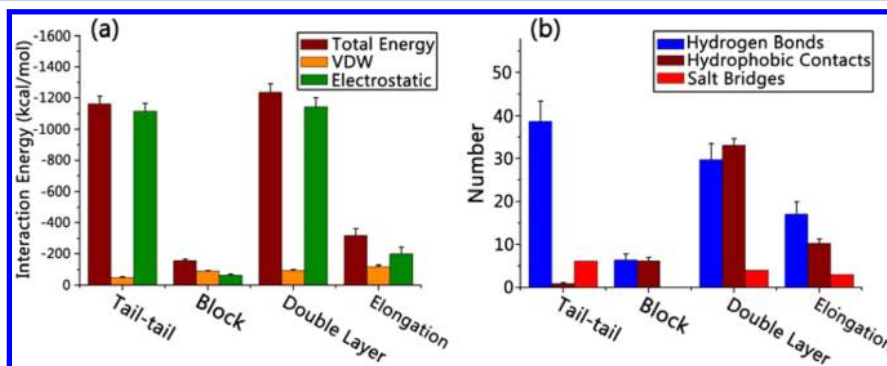 (a)
Total Energy
VDW
Electrostatic
Interaction Energy (kcal/mol)
-1600
-1400
-1200
-1000
-800
-600
-400
-200
0
Tail-tail
Block
Double Layer
Elongation
(b)
Hydrogen Bonds
Hydrophobic Contacts
Salt Bridges
Number
50
40
30
20
10
0
Tail-tail
Block
Double Layer
Elongation